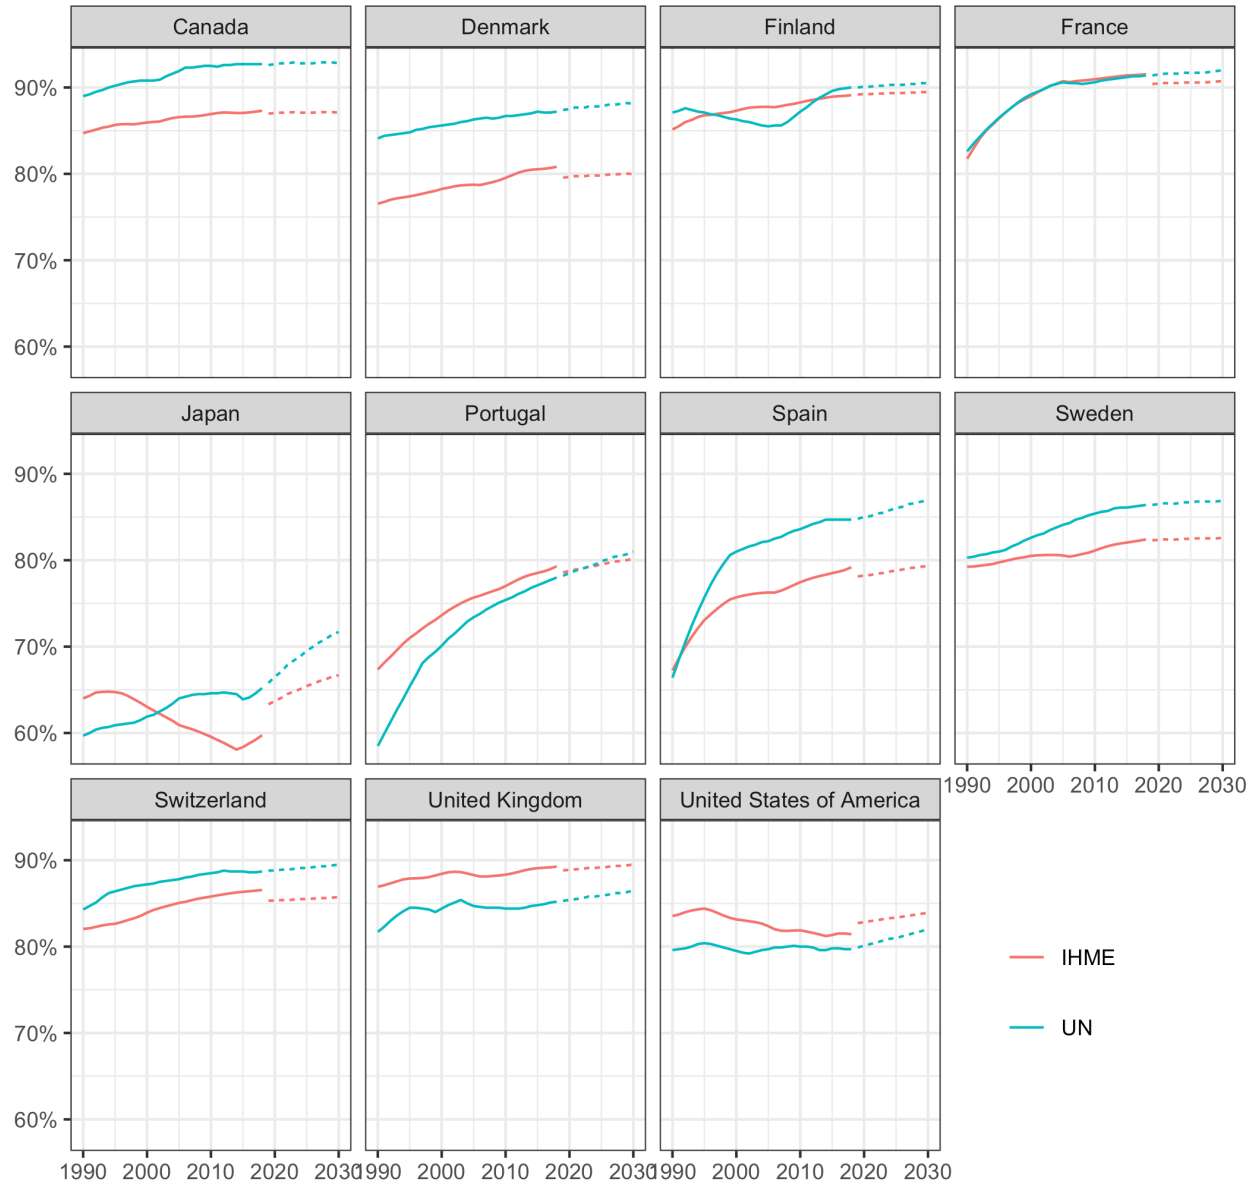 Canada Denmark Finland France
90%
80%
70%
60%
Japan Portugal Spain Sweden
90%
80%
70%
60%
1990 2000 2010 2020 2030
Switzerland United Kingdom United States of America
90%
80%
70%
60%
1990 2000 2010 2020 2030 1990 2000 2010 2020 2030 1990 2000 2010 2020 2030
IHME
UN